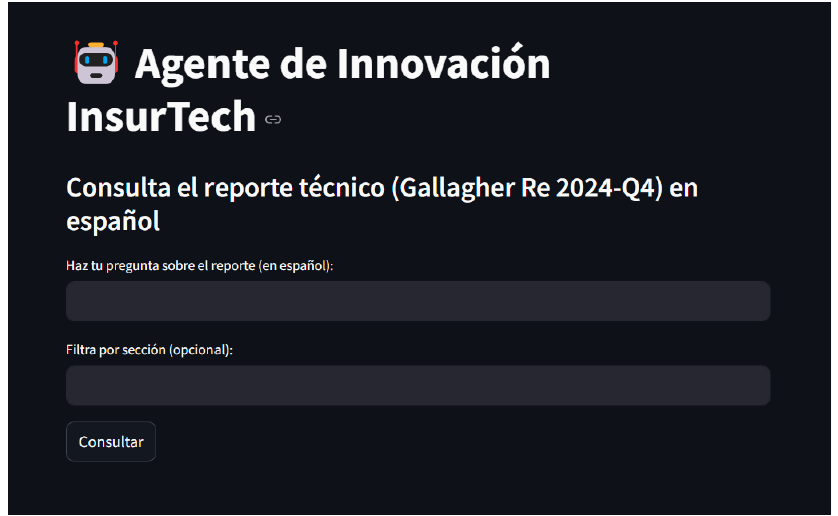 Agente de Innovación
InsurTech
Consulta el reporte técnico (Gallagher Re 2024-Q4) en
español
Haz tu pregunta sobre el reporte (en español):
Filtra por sección (opcional):
Consultar